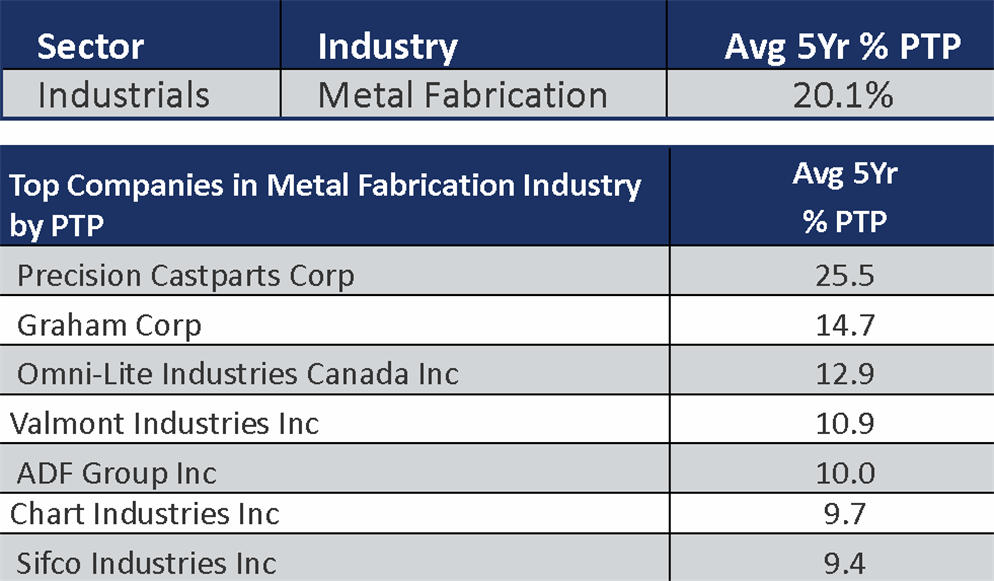 Sector Industry Avg 5Yr % PTP
Industrials Metal Fabrication 20.1%
Top Companies in Metal Fabrication Industry
by PTP
Avg 5Yr
% PTP
Precision Castparts Corp 25.5
Graham Corp 14.7
Omni-Lite Industries Canada Inc 12.9
Valmont Industries Inc 10.9
ADF Group Inc 10.0
Chart Industries Inc 9.7
Sifco Industries Inc 9.4